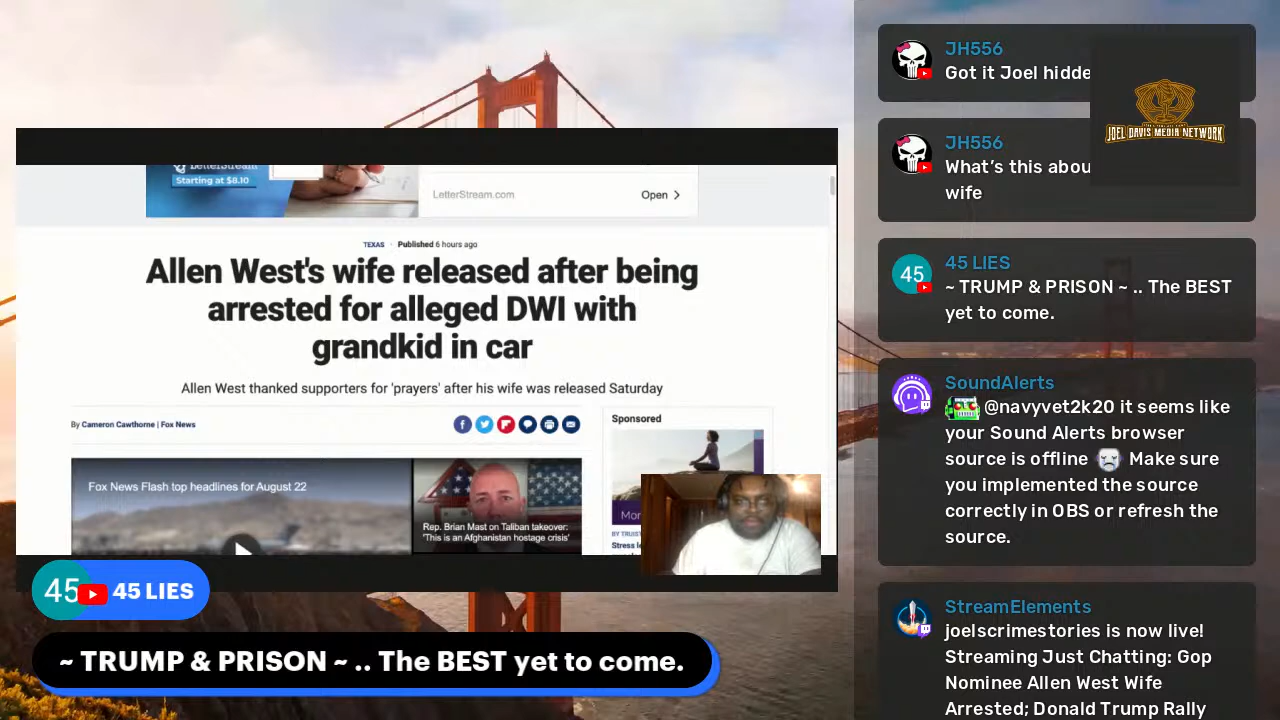 LetterStream
Starting at $8.10
LetterStream.com
Open
TEXAS · Published 6 hours ago
Allen West's wife released after being
arrested for alleged DWI with
grandkid in car
Allen West thanked supporters for 'prayers' after his wife was released Saturday
By Cameron Cawthorne | Fox News
Sponsored
Fox News Flash top headlines for August 22
Rep. Brian Mast on Taliban takeover:
'This is an Afghanistan hostage crisis'
45 LIES
~ TRUMP & PRISON ~ .. The BEST yet to come.
JH556
Got it Joel hidde
JOEL DAVIS MEDIA NETWORK
JH556
What's this abou
wife
45
45 LIES
~ TRUMP & PRISON ~ .. The BEST
yet to come.
SoundAlerts
@navyvet2k20 it seems like
your Sound Alerts browser
source is offline Make sure
you implemented the source
correctly in OBS or refresh the
source.
StreamElements
joelscrimestories is now live!
Streaming Just Chatting: Gop
Nominee Allen West Wife
Arrested; Donald Trump Rally